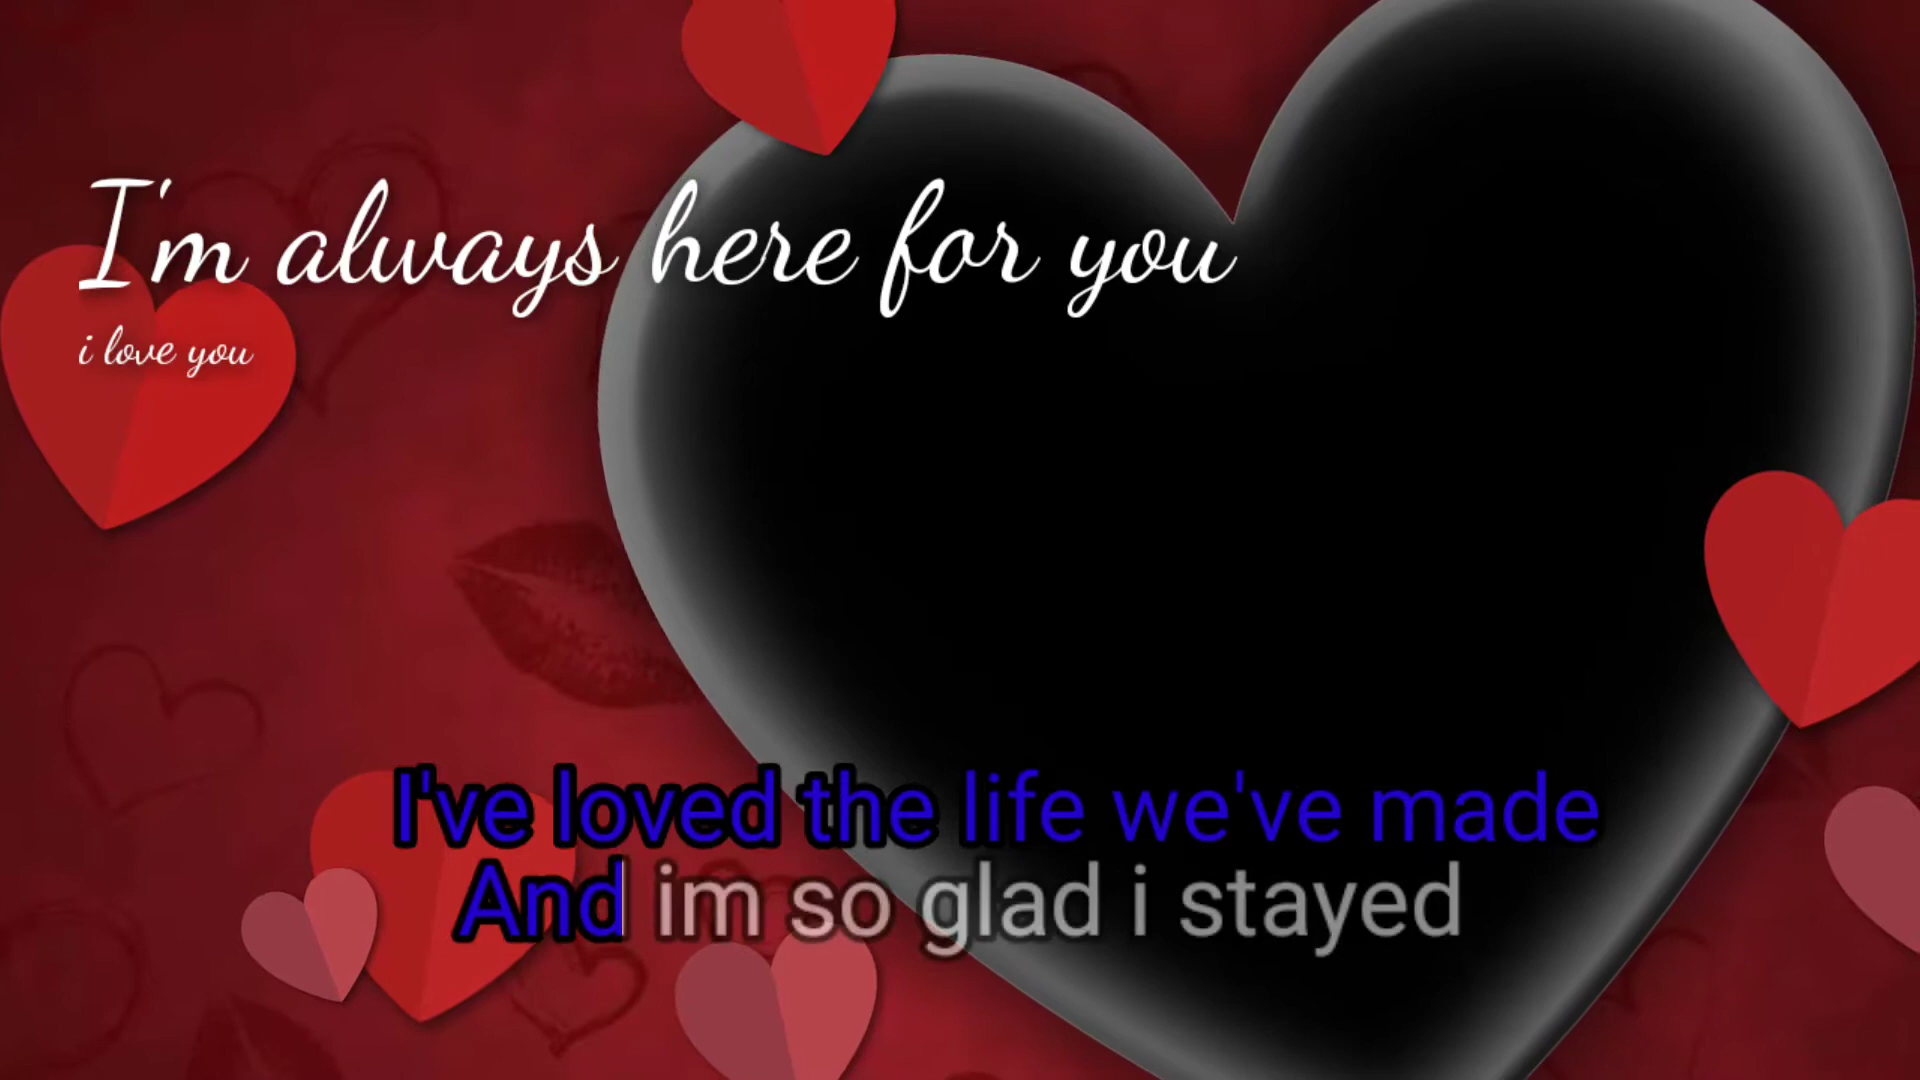 I'm always here for you
i love you
I've loved the life we've made
And im so glad i stayed